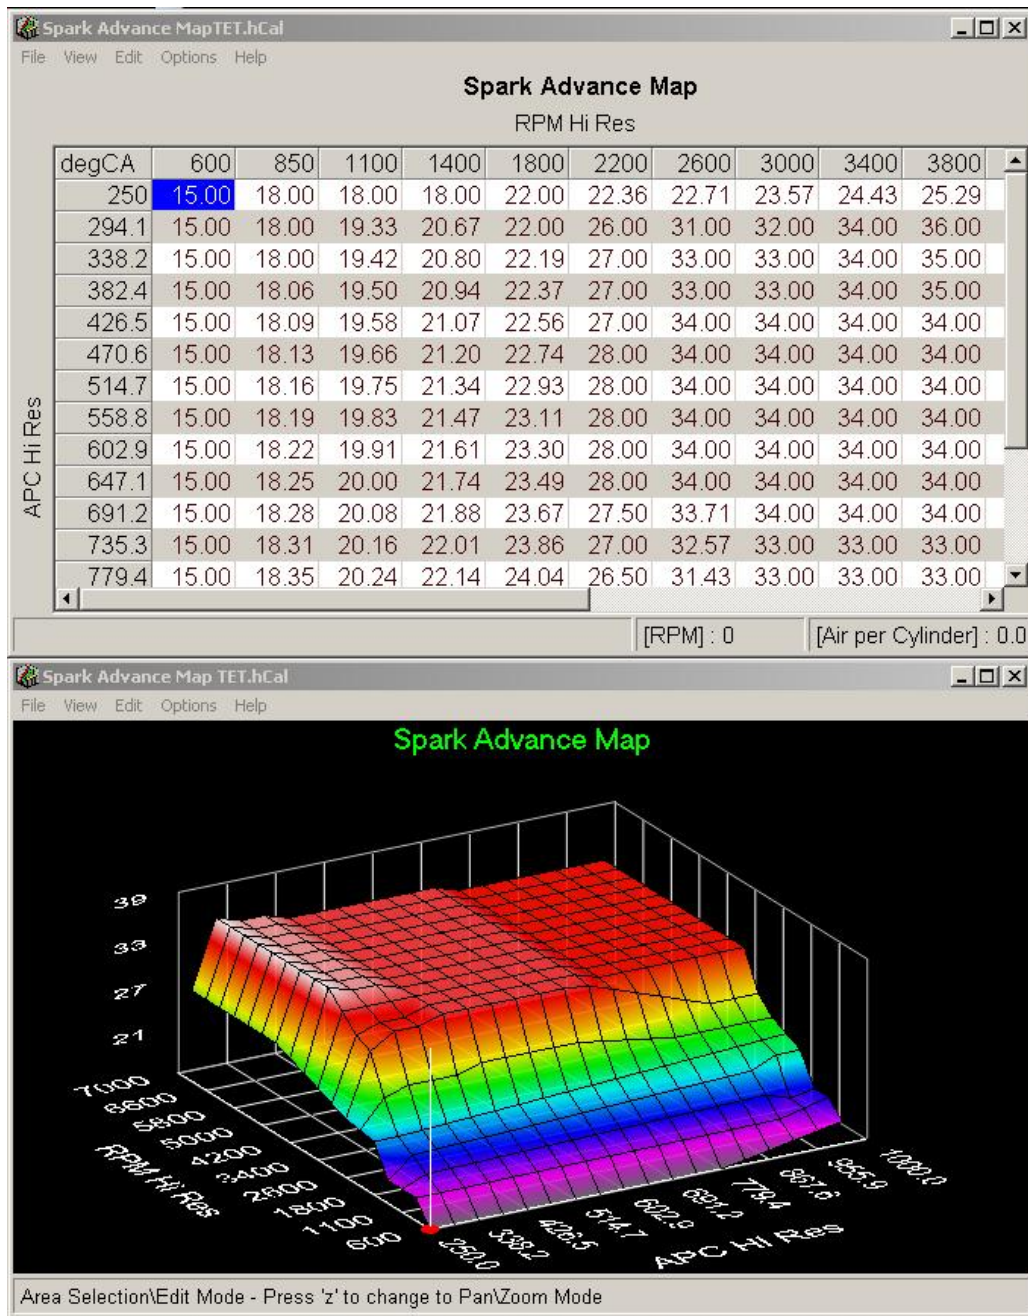 Spark Advance MapTET.hCal
File View Edit Options Help
Spark Advance Map
RPM Hi Res
degCA 600 850 1100 1400 1800 2200 2600 3000 3400 3800
250 15.00 18.00 18.00 18.00 22.00 22.36 22.71 23.57 24.43 25.29
294.1 15.00 18.00 19.33 20.67 22.00 26.00 31.00 32.00 34.00 36.00
338.2 15.00 18.00 19.42 20.80 22.19 27.00 33.00 33.00 34.00 35.00
382.4 15.00 18.06 19.50 20.94 22.37 27.00 33.00 33.00 34.00 35.00
426.5 15.00 18.09 19.58 21.07 22.56 27.00 34.00 34.00 34.00 34.00
470.6 15.00 18.13 19.66 21.20 22.74 28.00 34.00 34.00 34.00 34.00
514.7 15.00 18.16 19.75 21.34 22.93 28.00 34.00 34.00 34.00 34.00
558.8 15.00 18.19 19.83 21.47 23.11 28.00 34.00 34.00 34.00 34.00
602.9 15.00 18.22 19.91 21.61 23.30 28.00 34.00 34.00 34.00 34.00
647.1 15.00 18.25 20.00 21.74 23.49 28.00 34.00 34.00 34.00 34.00
691.2 15.00 18.28 20.08 21.88 23.67 27.50 33.71 34.00 34.00 34.00
735.3 15.00 18.31 20.16 22.01 23.86 27.00 32.57 33.00 33.00 33.00
779.4 15.00 18.35 20.24 22.14 24.04 26.50 31.43 33.00 33.00 33.00
APC Hi Res
[RPM] : 0 [Air per Cylinder] : 0.0
Spark Advance Map TET.hCal
File View Edit Options Help
Spark Advance Map
39
33
27
21
7000
6600
5800
5000
4200
3400
2600
1800
1100
600
RPM Hi Res
250.0
338.2
426.5
514.7
602.9
691.2
779.4
867.6
955.9
1000.0
APC Hi Res
Area Selection\Edit Mode - Press 'z' to change to Pan\Zoom Mode